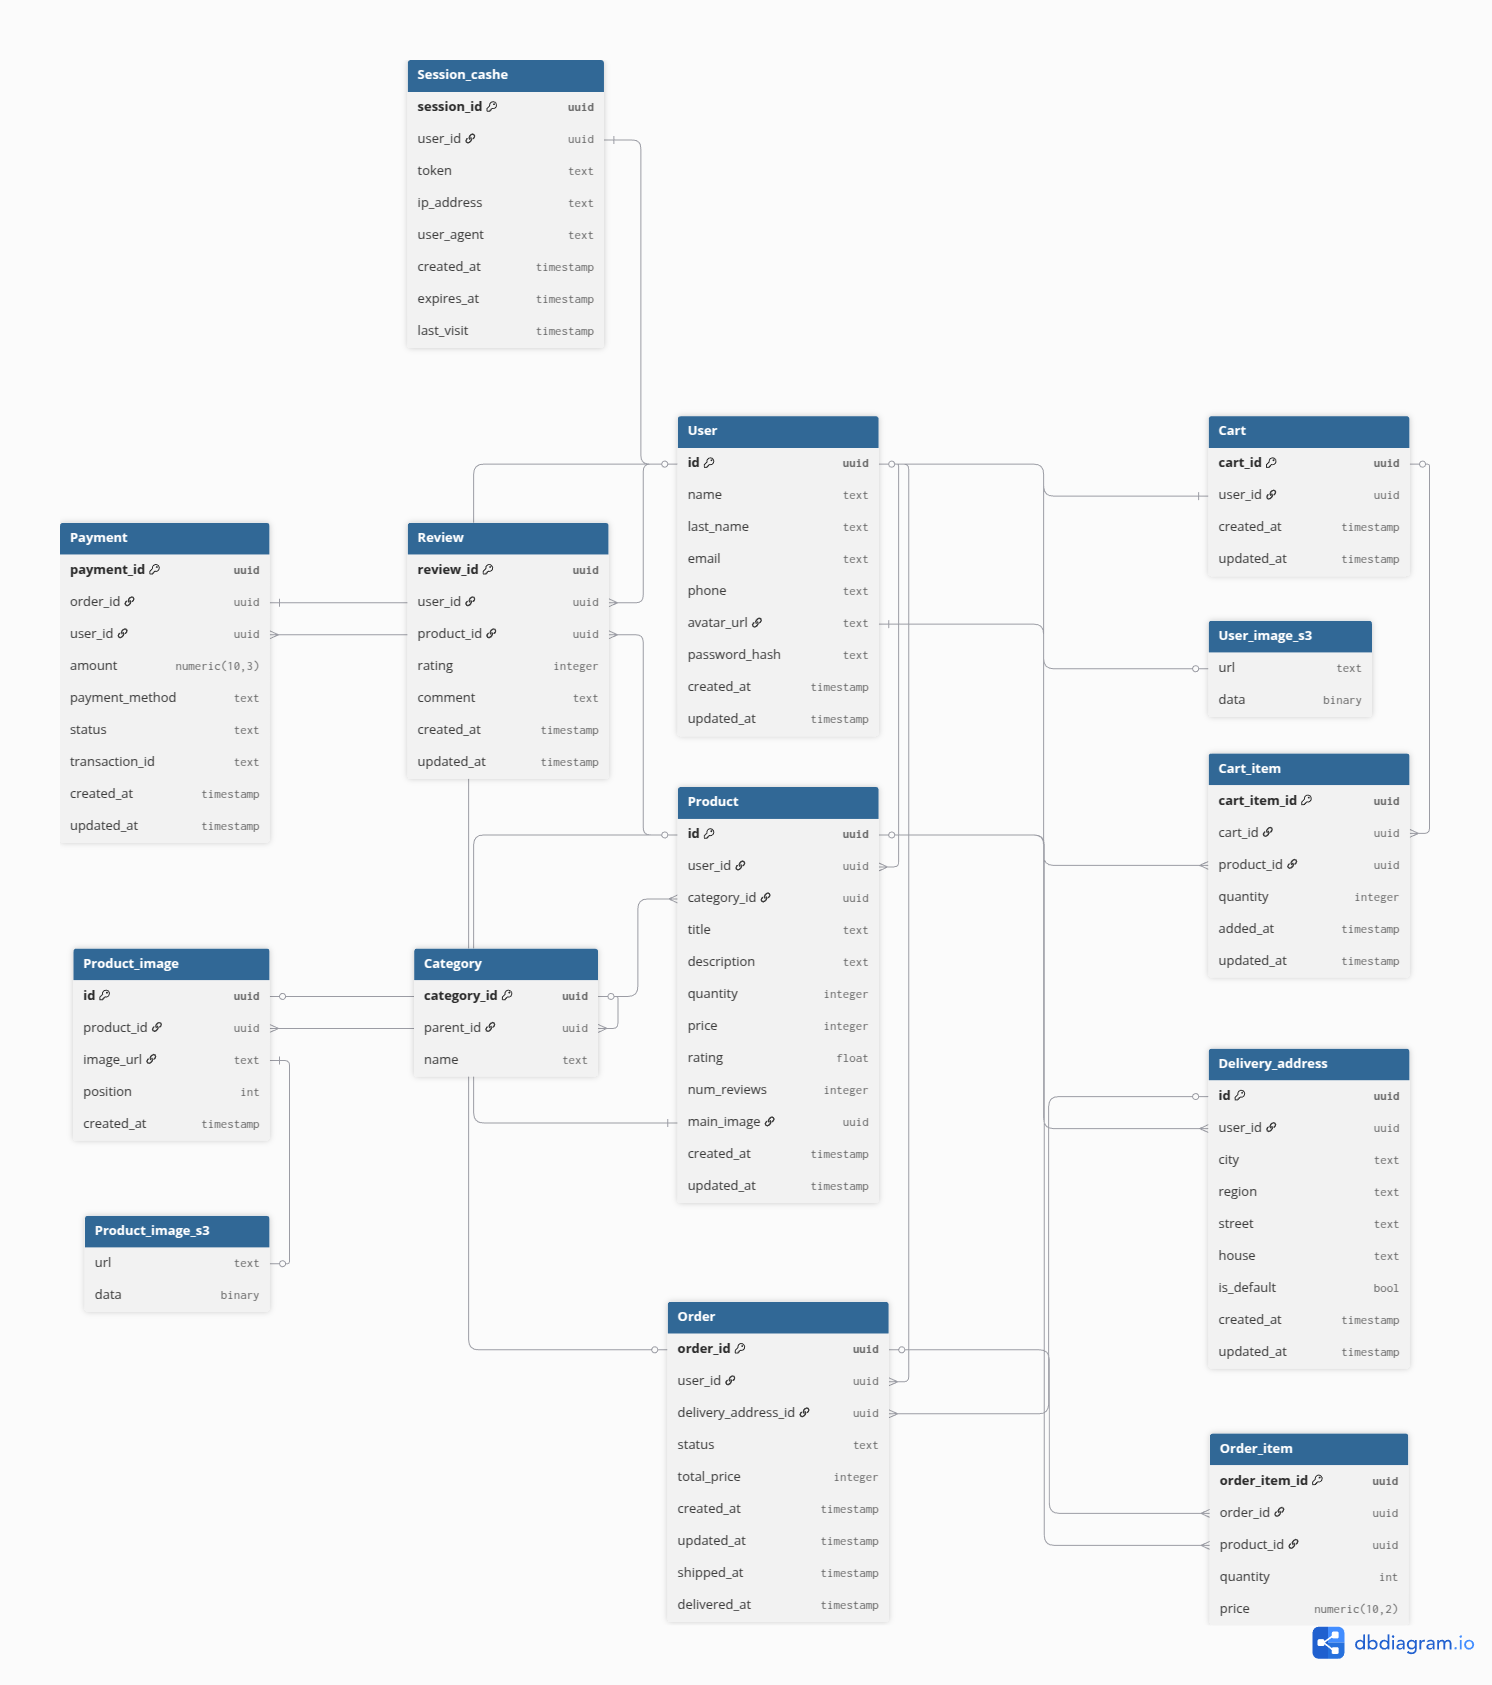 Session_cashe
session_id uuid
user_id uuid
token text
ip_address text
user_agent text
created_at timestamp
expires_at timestamp
last_visit timestamp
User
id uuid
name text
last_name text
email text
phone text
avatar_url text
password_hash text
created_at timestamp
updated_at timestamp
Cart
cart_id uuid
user_id uuid
created_at timestamp
updated_at timestamp
Payment
payment_id uuid
order_id uuid
user_id uuid
amount numeric(10,3)
payment_method text
status text
transaction_id text
created_at timestamp
updated_at timestamp
Review
review_id uuid
user_id uuid
product_id uuid
rating integer
comment text
created_at timestamp
updated_at timestamp
User_image_s3
url text
data binary
Product
id uuid
user_id uuid
category_id uuid
title text
description text
quantity integer
price integer
rating float
num_reviews integer
main_image uuid
created_at timestamp
updated_at timestamp
Cart_item
cart_item_id uuid
cart_id uuid
product_id uuid
quantity integer
added_at timestamp
updated_at timestamp
Product_image
id uuid
product_id uuid
image_url text
position int
created_at timestamp
Category
category_id uuid
parent_id uuid
name text
Delivery_address
id uuid
user_id uuid
city text
region text
street text
house text
is_default bool
created_at timestamp
updated_at timestamp
Product_image_s3
url text
data binary
Order
order_id uuid
user_id uuid
delivery_address_id uuid
status text
total_price integer
created_at timestamp
updated_at timestamp
shipped_at timestamp
delivered_at timestamp
Order_item
order_item_id uuid
order_id uuid
product_id uuid
quantity int
price numeric(10,2)
dbdiagram.io